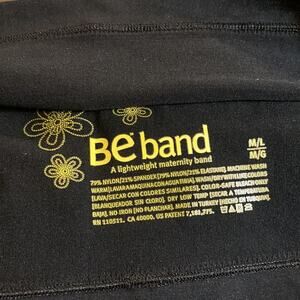 Be band™
A lightweight maternity band
M/L
M/G
79% NYLON/21% SPANDEX [79% NYLON/21% ELASTANE]. MACHINE WASH
WARM [LAVAR A MAQUINA CON AGUA TIBIA]. WASH/DRY WITH LIKE COLORS
[LAVA/SECAR CON COLORES SIMILARES]. COLOR-SAFE BLEACH ONLY
[BLANQUEADOR SIN CLORO]. DRY LOW TEMP [SECAR A TEMPERATURA
BAJA]. NO IRON [NO PLANCHAR]. MADE IN TURKEY [HECHO EN TURQUIA].
RN 110511. CA 40000. US PATENT 7,181,775.